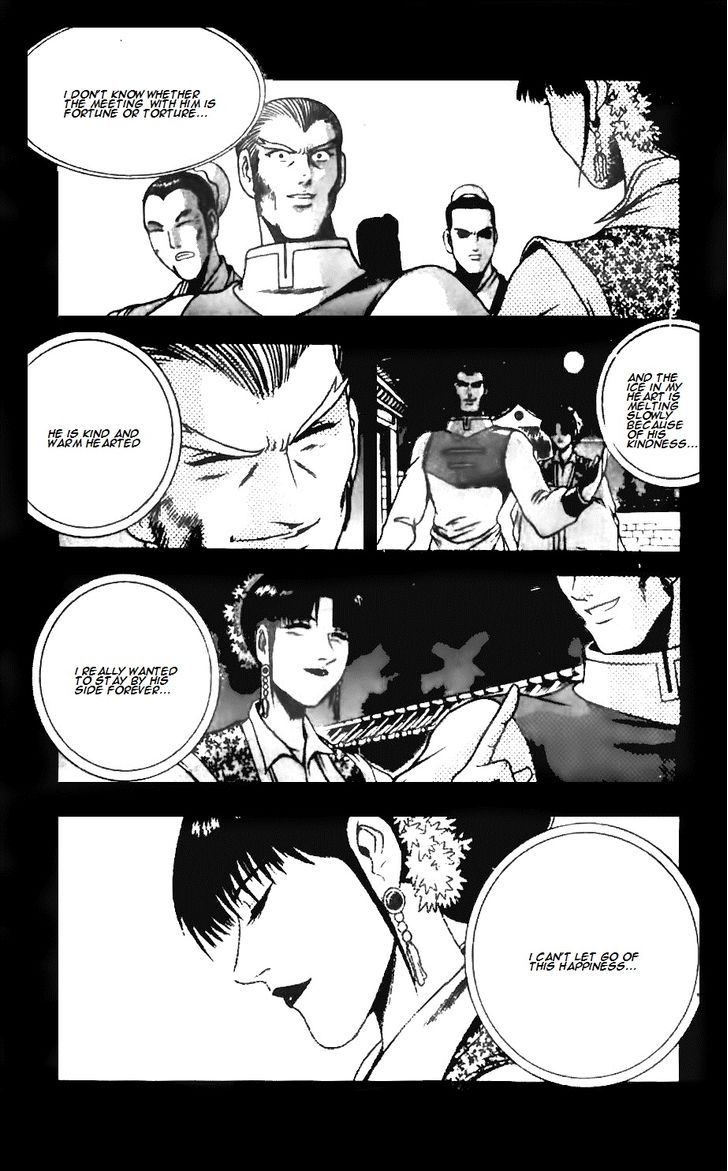 I DON'T KNOW WHETHER
THE MEETING WITH HIM IS
FORTUNE OR TORTURE...
HE IS KIND AND
WARM HEARTED
AND THE
ICE IN MY
HEART IS
MELTING
SLOWLY
BECAUSE
OF HIS
KINDNESS...
I REALLY WANTED
TO STAY BY HIS
SIDE FOREVER...
I CAN'T LET GO OF
THIS HAPPINESS...